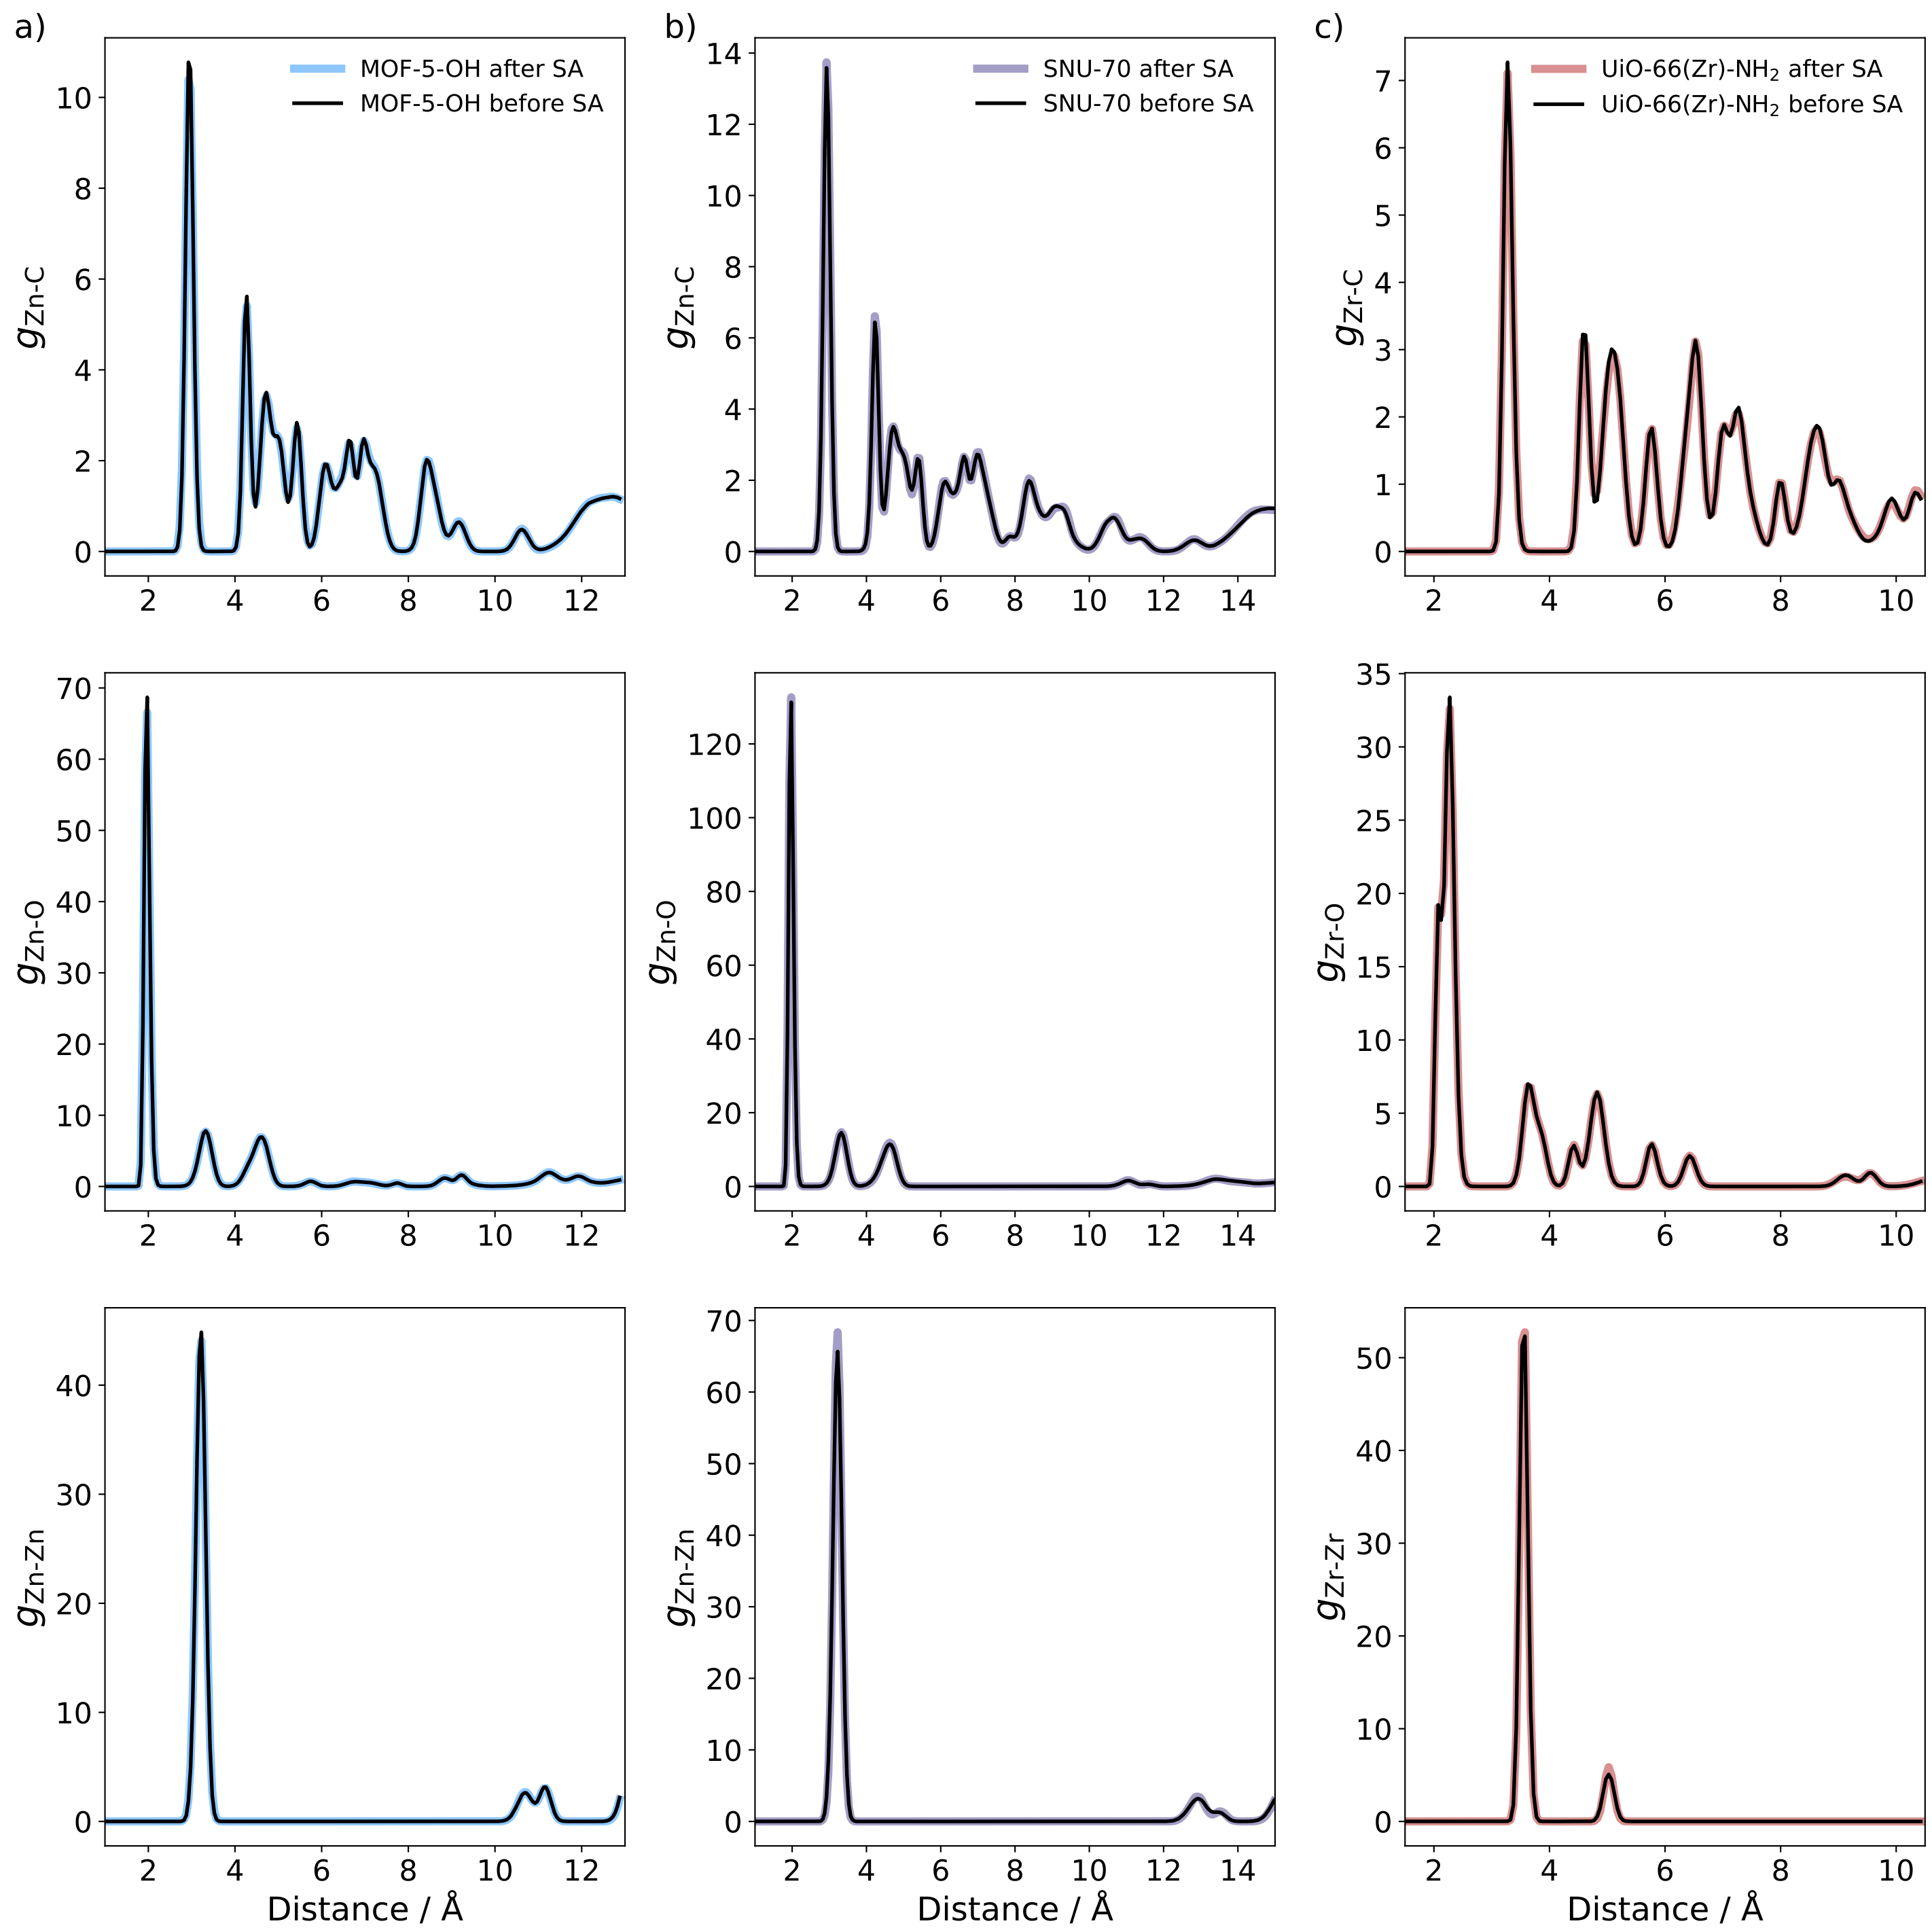 a)
MOF-5-OH after SA
MOF-5-OH before SA
10
8
6
4
2
0
2 4 6 8 10 12
gZn-C
b)
SNU-70 after SA
SNU-70 before SA
14
12
10
8
6
4
2
0
2 4 6 8 10 12 14
gZn-C
c)
UiO-66(Zr)-NH₂ after SA
UiO-66(Zr)-NH₂ before SA
7
6
5
4
3
2
1
0
2 4 6 8 10
gZr-C
70
60
50
40
30
20
10
0
2 4 6 8 10 12
gZn-O
120
100
80
60
40
20
0
2 4 6 8 10 12 14
gZn-O
35
30
25
20
15
10
5
0
2 4 6 8 10
gZr-O
40
30
20
10
0
2 4 6 8 10 12
gZn-Zn
Distance / Å
70
60
50
40
30
20
10
0
2 4 6 8 10 12 14
gZn-Zn
Distance / Å
50
40
30
20
10
0
2 4 6 8 10
gZr-Zr
Distance / Å